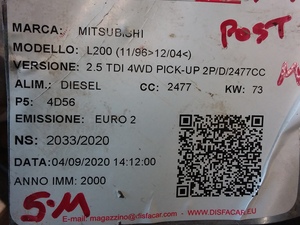 MARCA: MITSUBISHI
POST
MODELLO: L200 (11/96>12/04<)
VERSIONE: 2.5 TDI 4WD PICK-UP 2P/D/2477CC
ALIM.: DIESEL CC: 2477 KW: 73
P5: 4D56
EMISSIONE: EURO 2
NS: 2033/2020
DATA:04/09/2020 14:12:00
ANNO IMM: 2000
S.M
E-mail: magazzino@disfacar.it
WWW.DISFACAR.EU